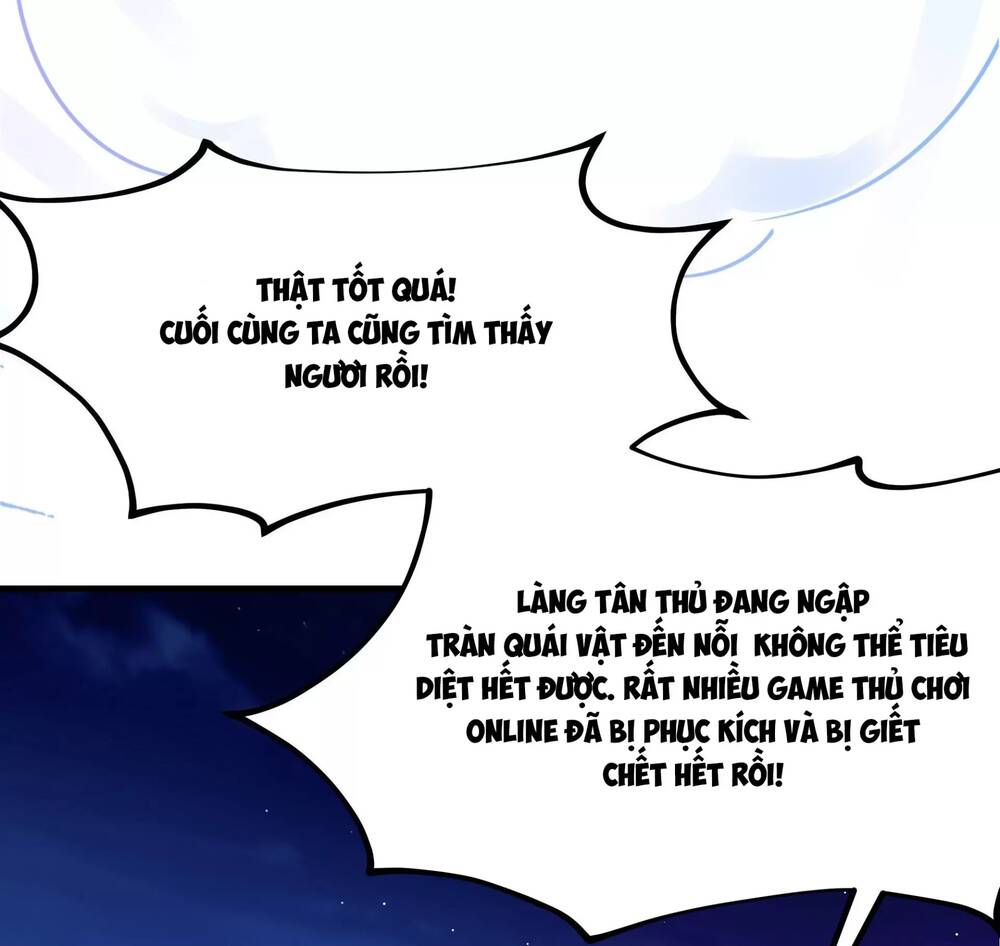 THẬT TỐT QUÁ!
CUỐI CÙNG TA CŨNG TÌM THẤY
NGƯƠI RỒI!
LÀNG TÂN THỦ ĐANG NGẬP
TRÀN QUÁI VẬT ĐẾN NỖI KHÔNG THỂ TIÊU
DIỆT HẾT ĐƯỢC. RẤT NHIỀU GAME THỦ CHƠI
ONLINE ĐÃ BỊ PHỤC KÍCH VÀ BỊ GIẾT
CHẾT HẾT RỒI!